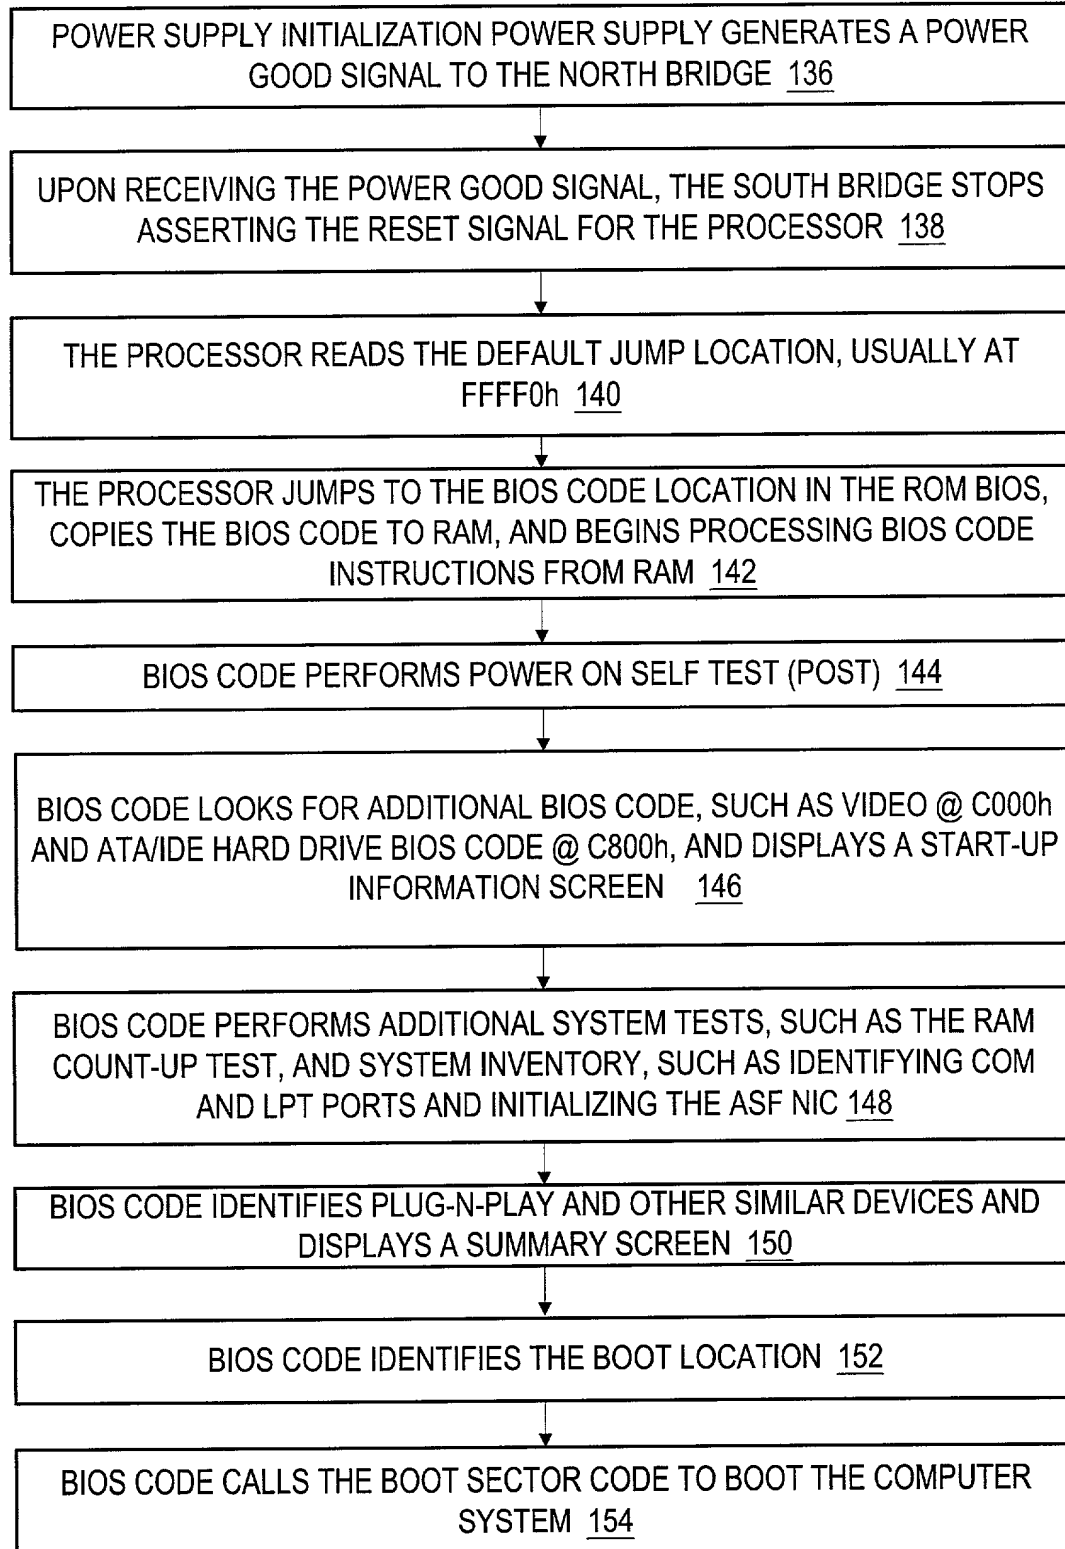 POWER SUPPLY INITIALIZATION POWER SUPPLY GENERATES A POWER
GOOD SIGNAL TO THE NORTH BRIDGE 136
UPON RECEIVING THE POWER GOOD SIGNAL, THE SOUTH BRIDGE STOPS
ASSERTING THE RESET SIGNAL FOR THE PROCESSOR 138
THE PROCESSOR READS THE DEFAULT JUMP LOCATION, USUALLY AT
FFFF0h 140
THE PROCESSOR JUMPS TO THE BIOS CODE LOCATION IN THE ROM BIOS,
COPIES THE BIOS CODE TO RAM, AND BEGINS PROCESSING BIOS CODE
INSTRUCTIONS FROM RAM 142
BIOS CODE PERFORMS POWER ON SELF TEST (POST) 144
BIOS CODE LOOKS FOR ADDITIONAL BIOS CODE, SUCH AS VIDEO @ C000h
AND ATA/IDE HARD DRIVE BIOS CODE @ C800h, AND DISPLAYS A START-UP
INFORMATION SCREEN 146
BIOS CODE PERFORMS ADDITIONAL SYSTEM TESTS, SUCH AS THE RAM
COUNT-UP TEST, AND SYSTEM INVENTORY, SUCH AS IDENTIFYING COM
AND LPT PORTS AND INITIALIZING THE ASF NIC 148
BIOS CODE IDENTIFIES PLUG-N-PLAY AND OTHER SIMILAR DEVICES AND
DISPLAYS A SUMMARY SCREEN 150
BIOS CODE IDENTIFIES THE BOOT LOCATION 152
BIOS CODE CALLS THE BOOT SECTOR CODE TO BOOT THE COMPUTER
SYSTEM 154